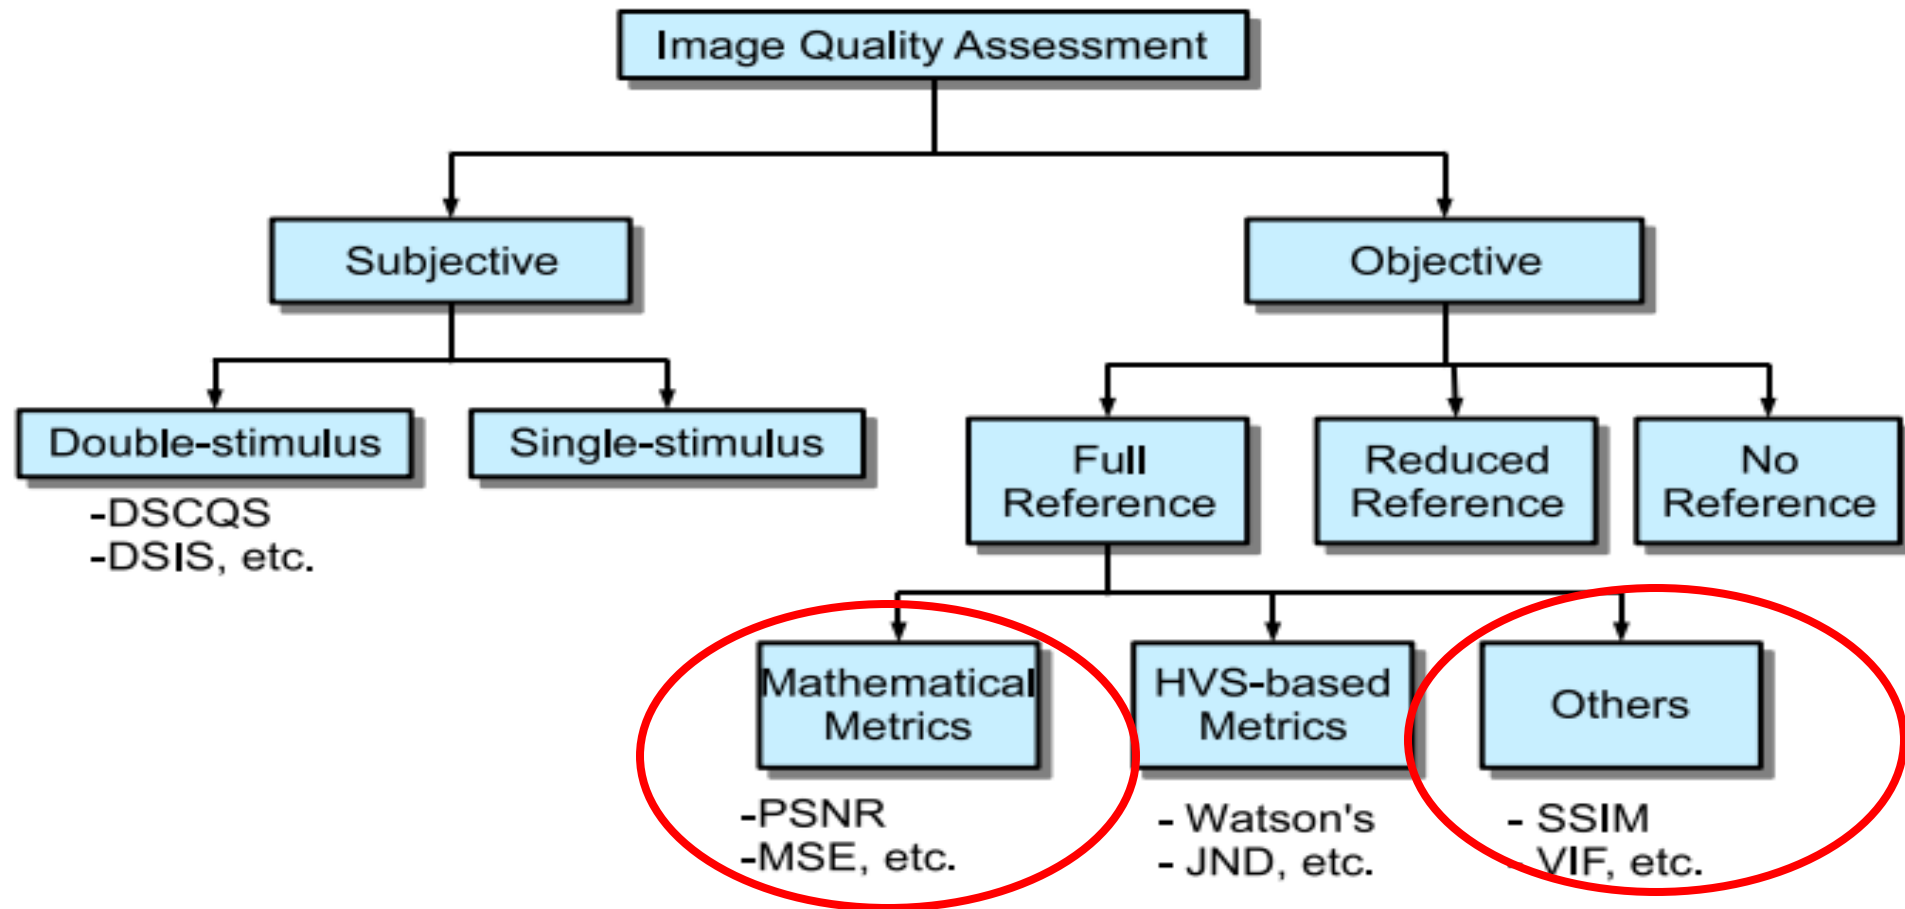 Image Quality Assessment
Subjective
Objective
Double-stimulus
Single-stimulus
-DSCQS
-DSIS, etc.
Full
Reference
Reduced
Reference
No
Reference
Mathematical
Metrics
-PSNR
-MSE, etc.
HVS-based
Metrics
- Watson's
- JND, etc.
Others
- SSIM
- VIF, etc.